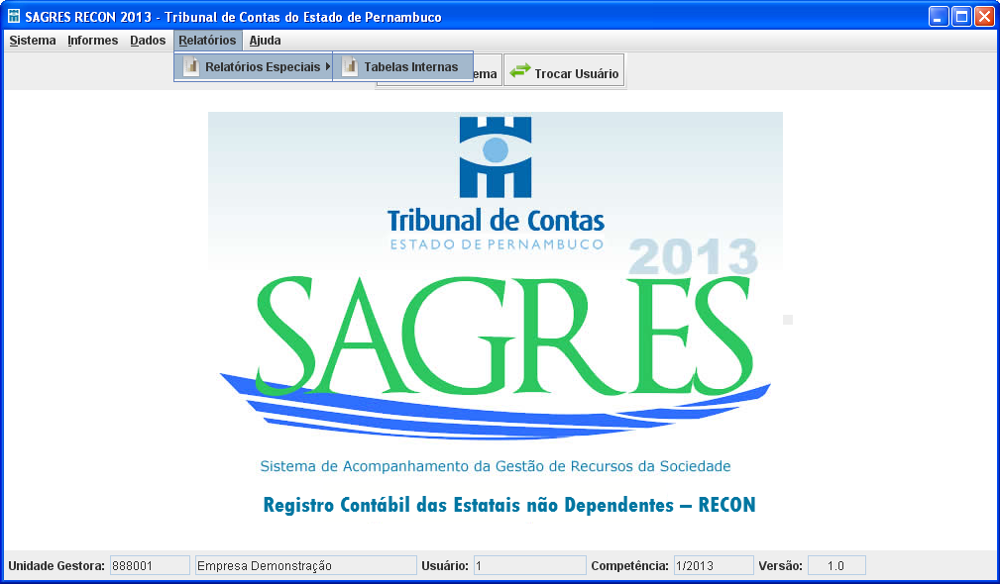 SAGRES RECON 2013 - Tribunal de Contas do Estado de Pernambuco
Sistema Informes Dados Relatórios Ajuda
Relatórios Especiais Tabelas Internas
ema Trocar Usuário
Tribunal de Contas
ESTADO DE PERNAMBUCO
2013
SAGRES
Sistema de Acompanhamento da Gestão de Recursos da Sociedade
Registro Contábil das Estatais não Dependentes – RECON
Unidade Gestora: 888001 Empresa Demonstração Usuário: 1 Competência: 1/2013 Versão: 1.0